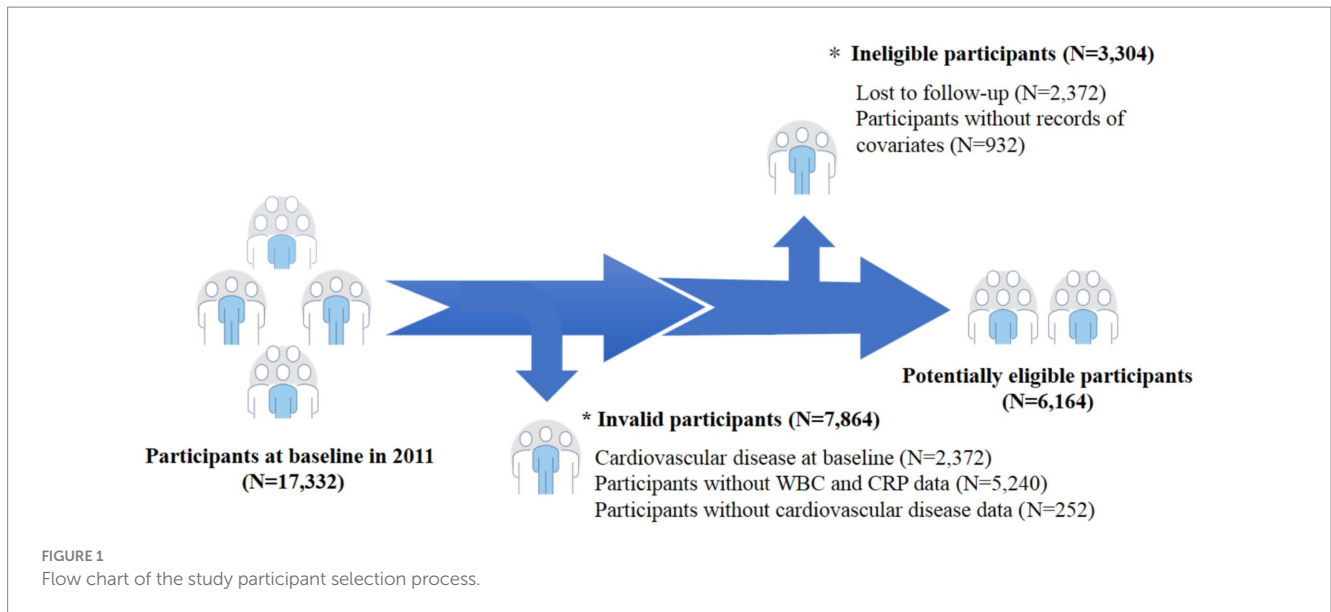 * Ineligible participants (N=3,304)
Lost to follow-up (N=2,372)
Participants without records of
covariates (N=932)
Potentially eligible participants
(N=6,164)
* Invalid participants (N=7,864)
Cardiovascular disease at baseline (N=2,372)
Participants without WBC and CRP data (N=5,240)
Participants without cardiovascular disease data (N=252)
Participants at baseline in 2011
(N=17,332)
FIGURE 1
Flow chart of the study participant selection process.